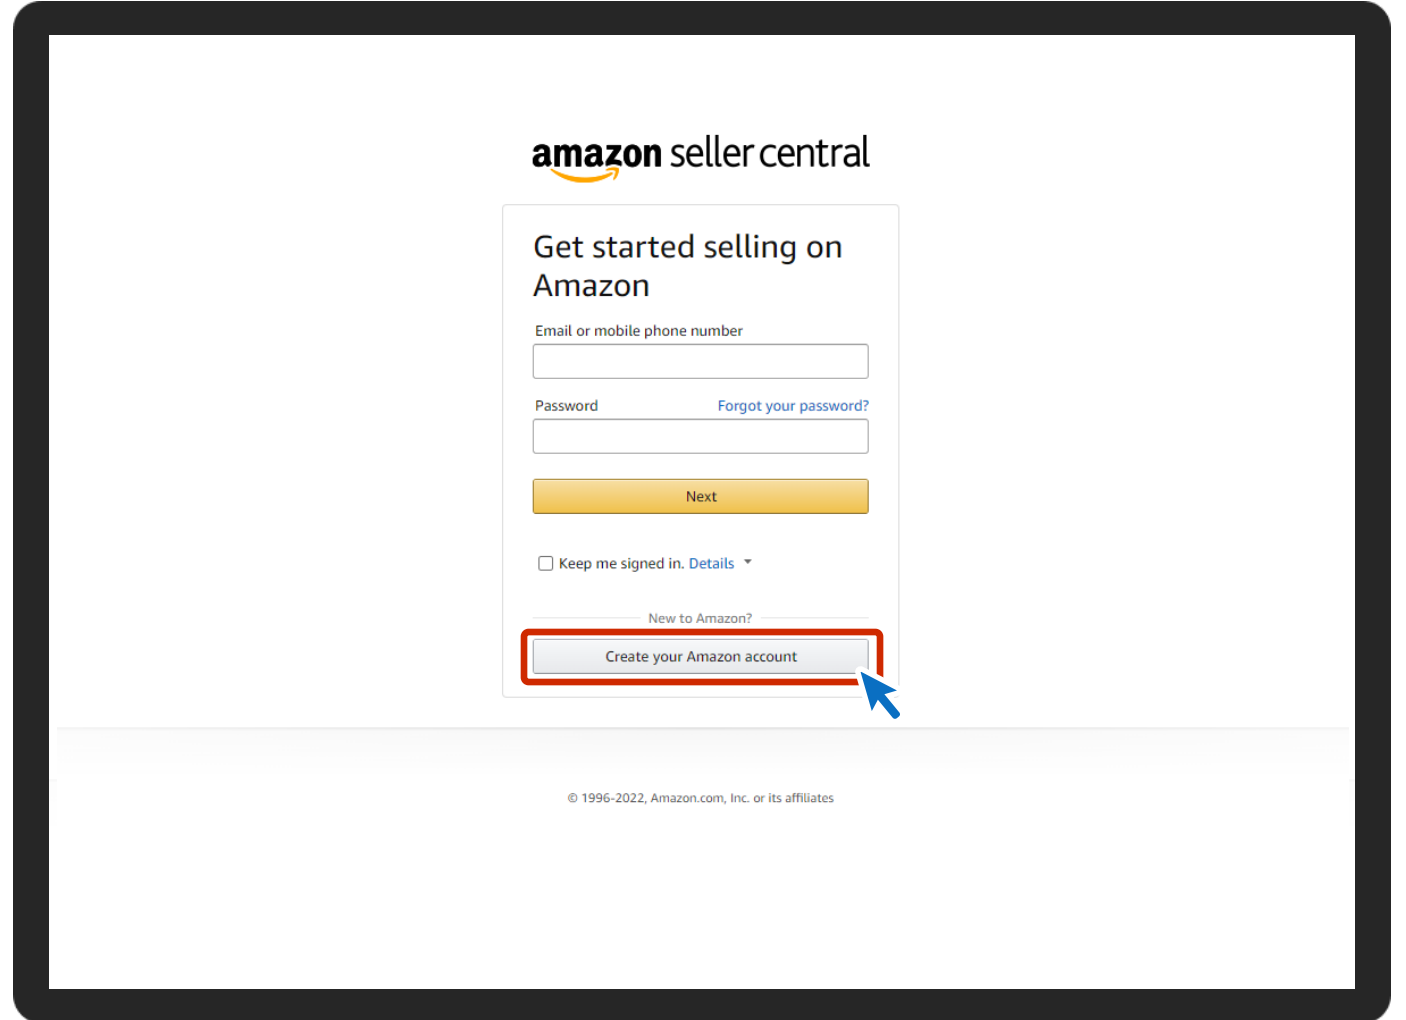 amazon seller central
Get started selling on
Amazon
Email or mobile phone number
Password Forgot your password?
Next
Keep me signed in. Details
New to Amazon?
Create your Amazon account
© 1996-2022, Amazon.com, Inc. or its affiliates